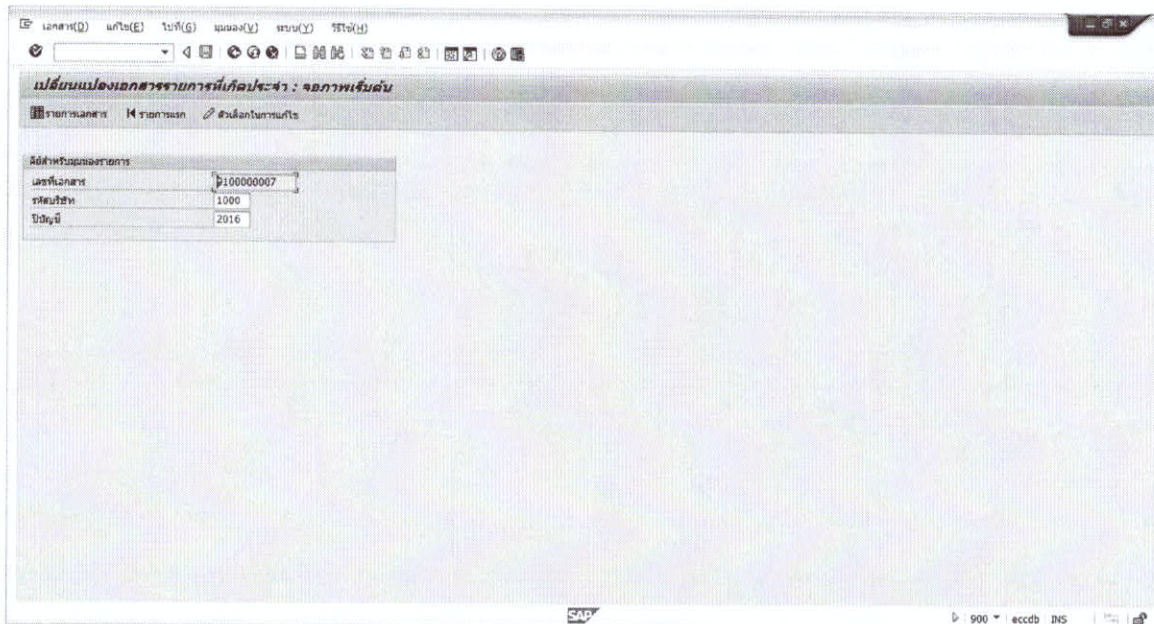 เอกสาร(D) แก้ไข(E) ไปที่(G) มุมมอง(V) ระบบ(Y) วิธีใช้(H)
เปลี่ยนแปลงเอกสารรายการที่เกิดประจำ : จอภาพเริ่มต้น
รายการเอกสาร รายการแรก ตัวเลือกในการแก้ไข
คีย์สำหรับมุมมองรายการ
เลขที่เอกสาร 9100000007
รหัสบริษัท 1000
ปีบัญชี 2016
SAP
900 eccdb INS